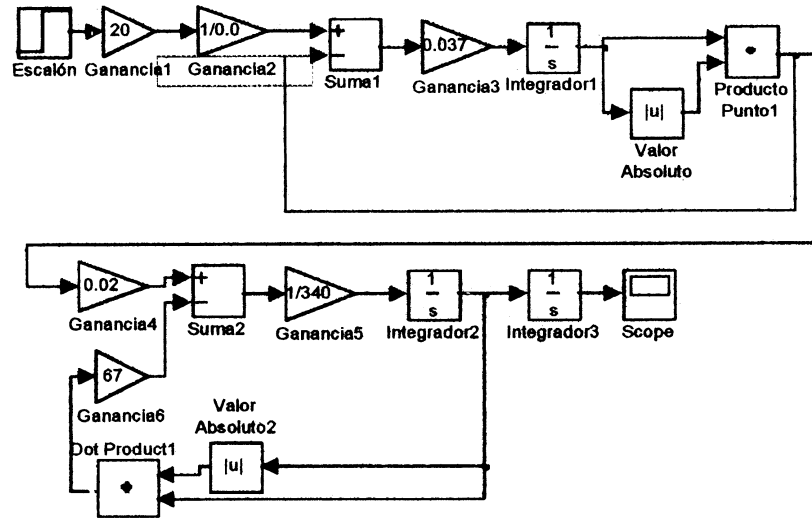 20
1/0.0
+
−
Escalón
Ganancia1
Ganancia2
Suma1
0.037
Ganancia3
1
s
Integrador1
|u|
Valor
Absoluto
Producto
Punto1
0.02
Ganancia4
+
−
Suma2
1/340
Ganancia5
1
s
Integrador2
1
s
Integrador3
Scope
67
Ganancia6
Valor
Absoluto2
|u|
Dot Product1